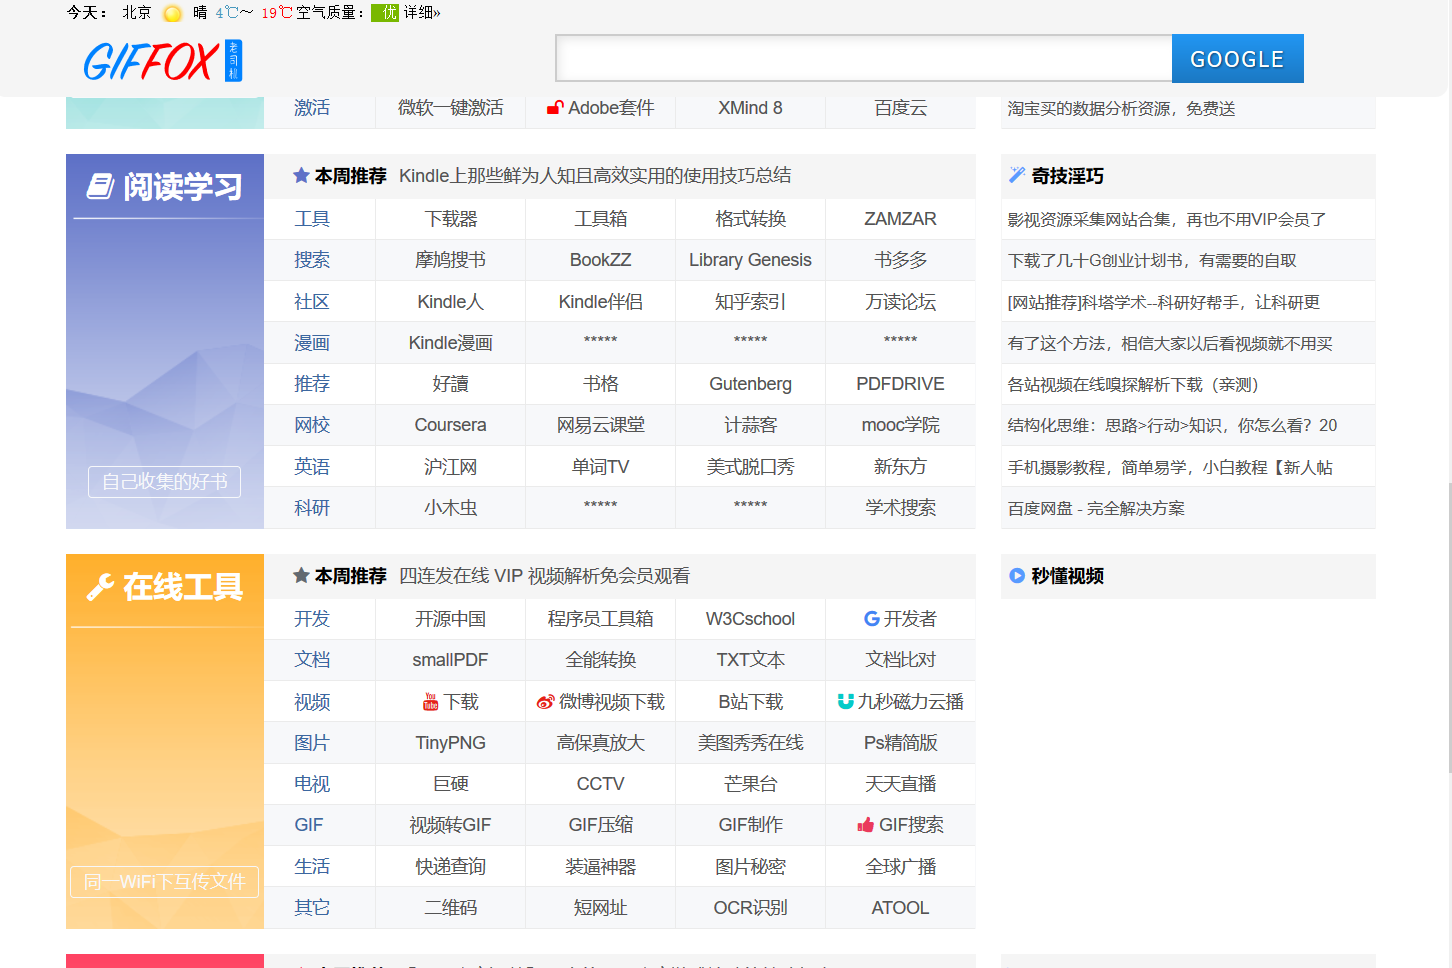 今天： 北京 晴 4℃～ 19℃ 空气质量： 优 详细»
GIFFOX 老司机
GOOGLE
激活 微软一键激活 Adobe套件 XMind 8 百度云
淘宝买的数据分析资源，免费送
阅读学习
自己收集的好书
本周推荐 Kindle上那些鲜为人知且高效实用的使用技巧总结
工具 下载器 工具箱 格式转换 ZAMZAR
搜索 摩鸠搜书 BookZZ Library Genesis 书多多
社区 Kindle人 Kindle伴侣 知乎索引 万读论坛
漫画 Kindle漫画 ***** ***** *****
推荐 好讀 书格 Gutenberg PDFDRIVE
网校 Coursera 网易云课堂 计蒜客 mooc学院
英语 沪江网 单词TV 美式脱口秀 新东方
科研 小木虫 ***** ***** 学术搜索
奇技淫巧
影视资源采集网站合集，再也不用VIP会员了
下载了几十G创业计划书，有需要的自取
[网站推荐]科塔学术--科研好帮手，让科研更
有了这个方法，相信大家以后看视频就不用买
各站视频在线嗅探解析下载（亲测）
结构化思维：思路>行动>知识，你怎么看？20
手机摄影教程，简单易学，小白教程【新人帖
百度网盘 - 完全解决方案
在线工具
同一WiFi下互传文件
本周推荐 四连发在线 VIP 视频解析免会员观看
开发 开源中国 程序员工具箱 W3Cschool 开发者
文档 smallPDF 全能转换 TXT文本 文档比对
视频 You Tube 下载 微博视频下载 B站下载 九秒磁力云播
图片 TinyPNG 高保真放大 美图秀秀在线 Ps精简版
电视 巨硬 CCTV 芒果台 天天直播
GIF 视频转GIF GIF压缩 GIF制作 GIF搜索
生活 快递查询 装逼神器 图片秘密 全球广播
其它 二维码 短网址 OCR识别 ATOOL
秒懂视频